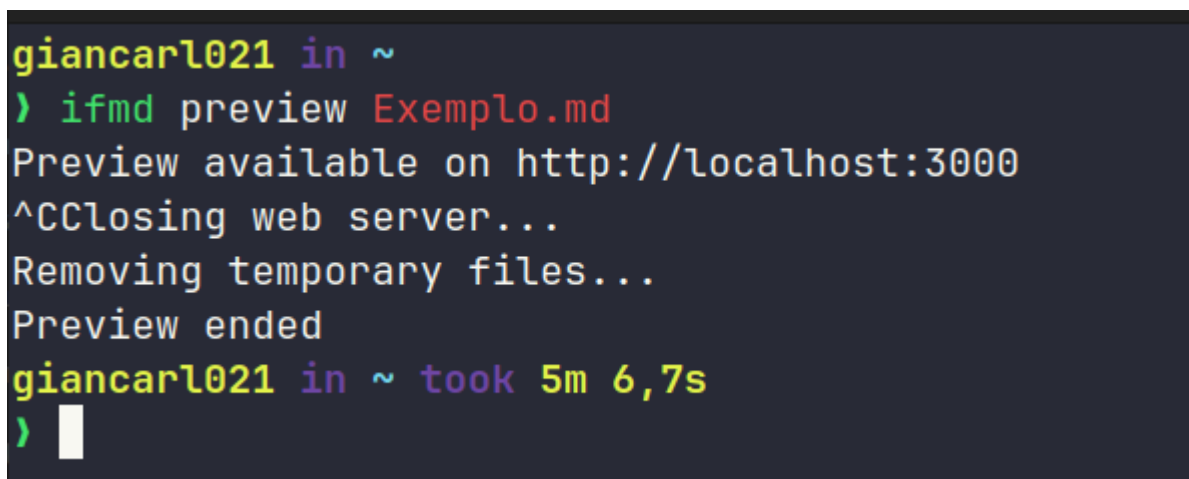 giancarl021 in ~
❯ ifmd preview Exemplo.md
Preview available on http://localhost:3000
^CClosing web server...
Removing temporary files...
Preview ended
giancarl021 in ~ took 5m 6,7s
❯